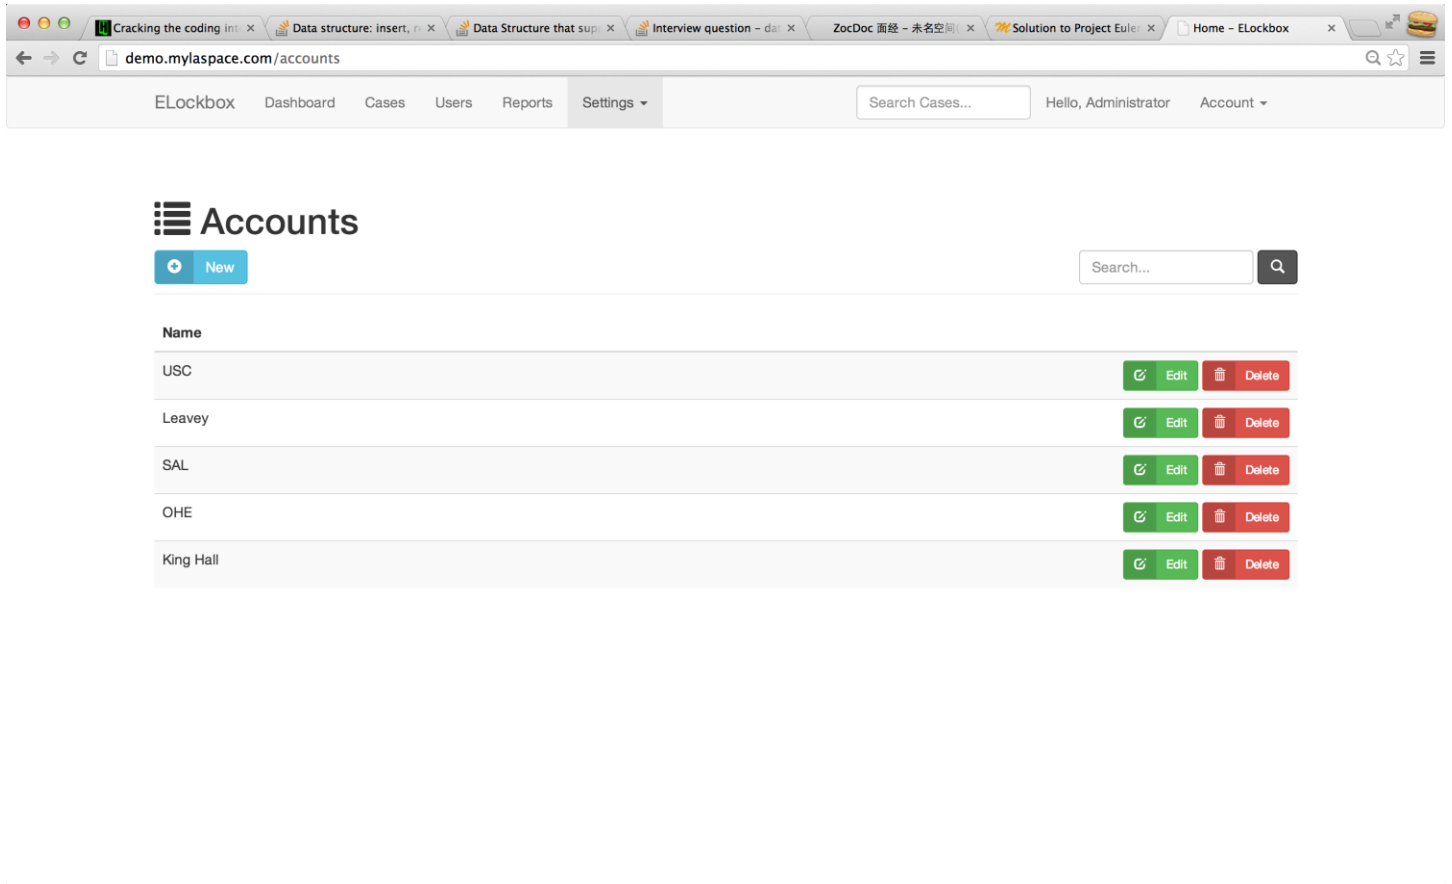 Cracking the coding int
Data structure: insert, r
Data Structure that sup
Interview question - dat
ZocDoc 面经 - 未名空间(
Solution to Project Euler
Home - ELockbox
demo.mylaspace.com/accounts
ELockbox Dashboard Cases Users Reports Settings Search Cases... Hello, Administrator Account
Accounts
New Search...
Name
USC Edit Delete
Leavey Edit Delete
SAL Edit Delete
OHE Edit Delete
King Hall Edit Delete